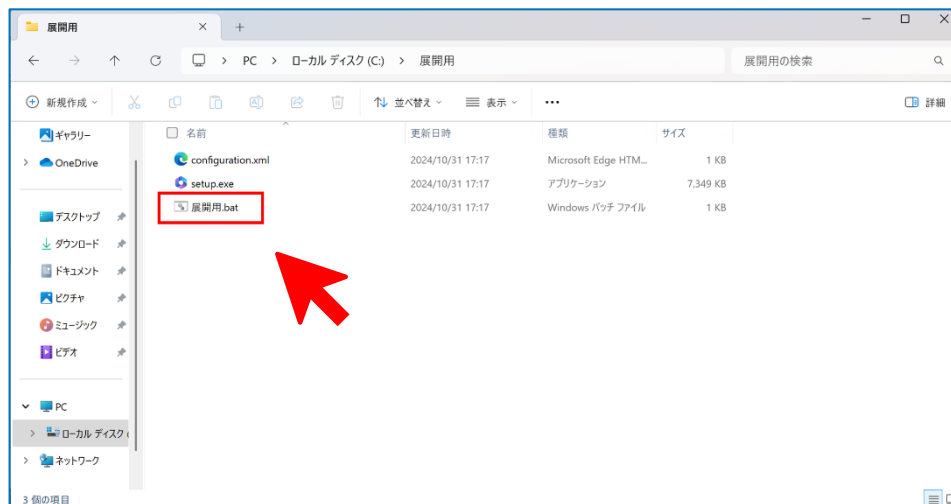 展開用
PC > ローカル ディスク (C:) > 展開用
展開用の検索
新規作成
並べ替え
表示
詳細
名前 更新日時 種類 サイズ
configuration.xml 2024/10/31 17:17 Microsoft Edge HTM... 1 KB
setup.exe 2024/10/31 17:17 アプリケーション 7,349 KB
展開用.bat 2024/10/31 17:17 Windows バッチ ファイル 1 KB
ギャラリー
OneDrive
デスクトップ
ダウンロード
ドキュメント
ピクチャ
ミュージック
ビデオ
PC
ローカル ディスク (
ネットワーク
3 個の項目